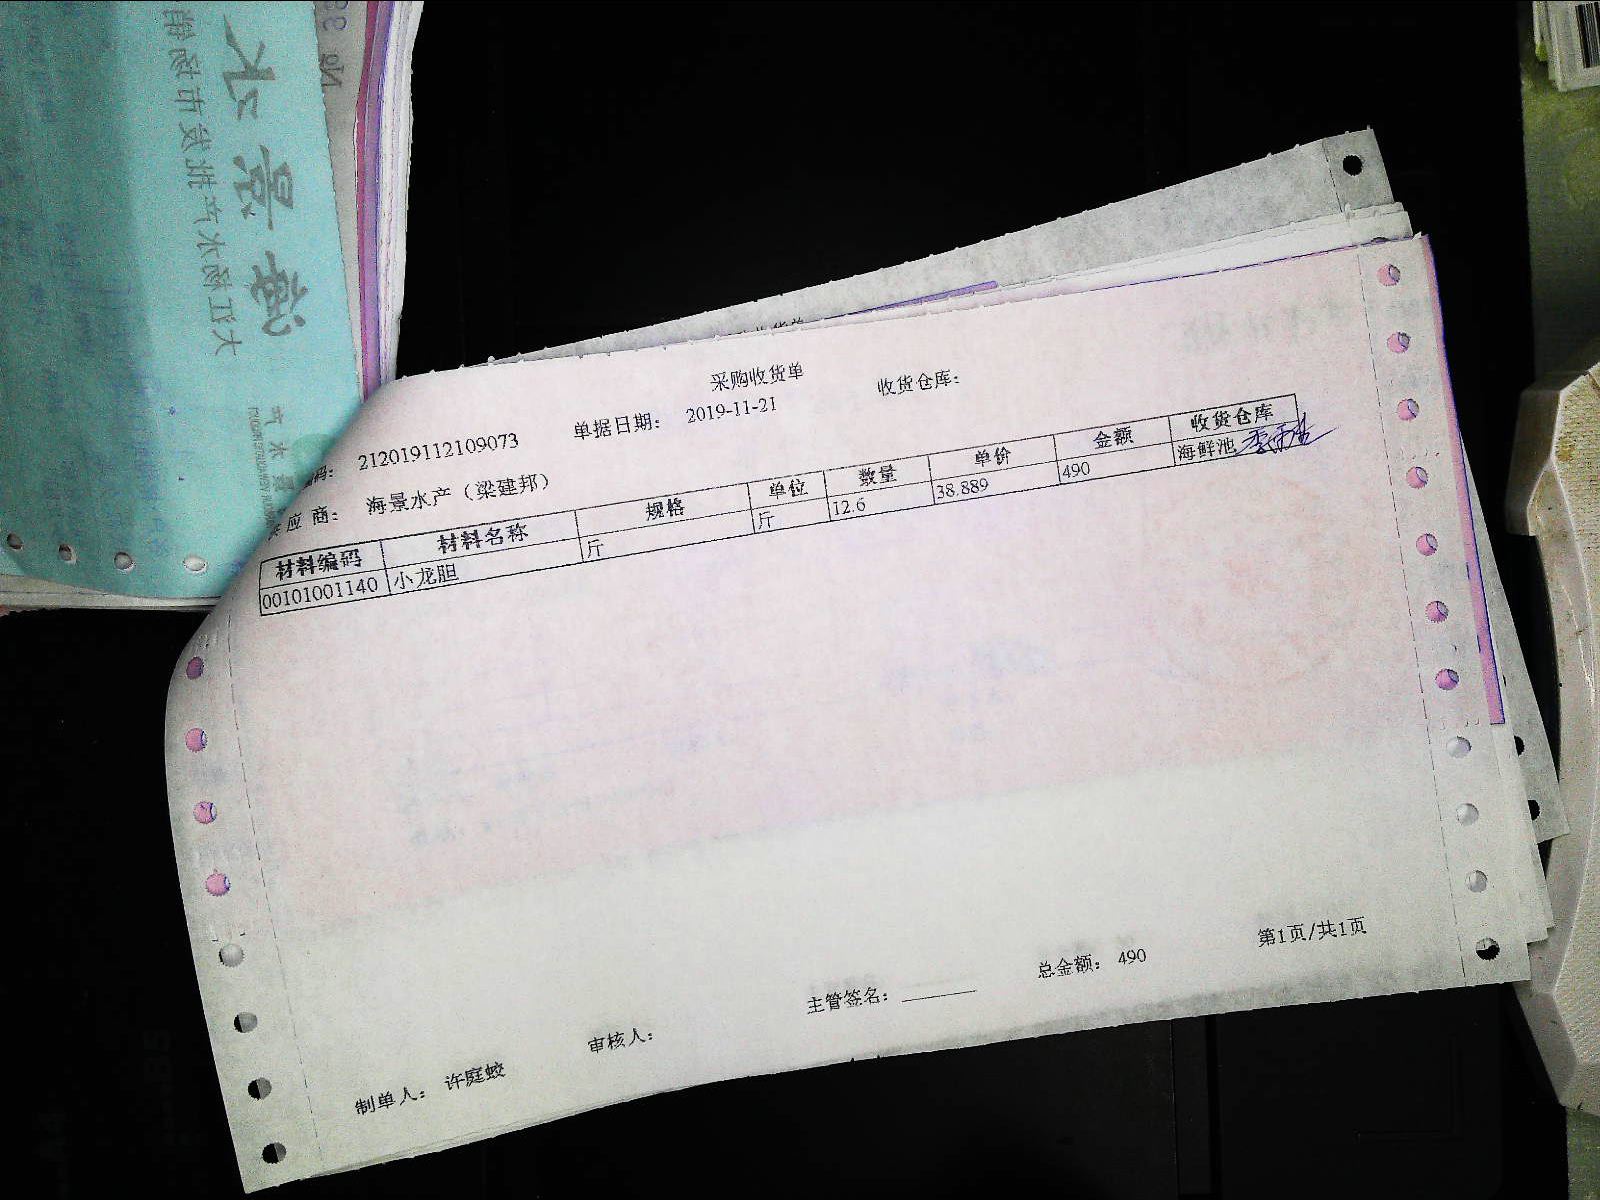 采购收货单
码： 212019112109073 单据日期： 2019-11-21 收货仓库：
应商： 海景水产（梁建邦）
材料编码 材料名称 规格 单位 数量 单价 金额 收货仓库
00101001140 小龙胆 斤 斤 12.6 38.889 490 海鲜池
主管签名： 总金额： 490 第1页/共1页
制单人： 许庭蛟 审核人：